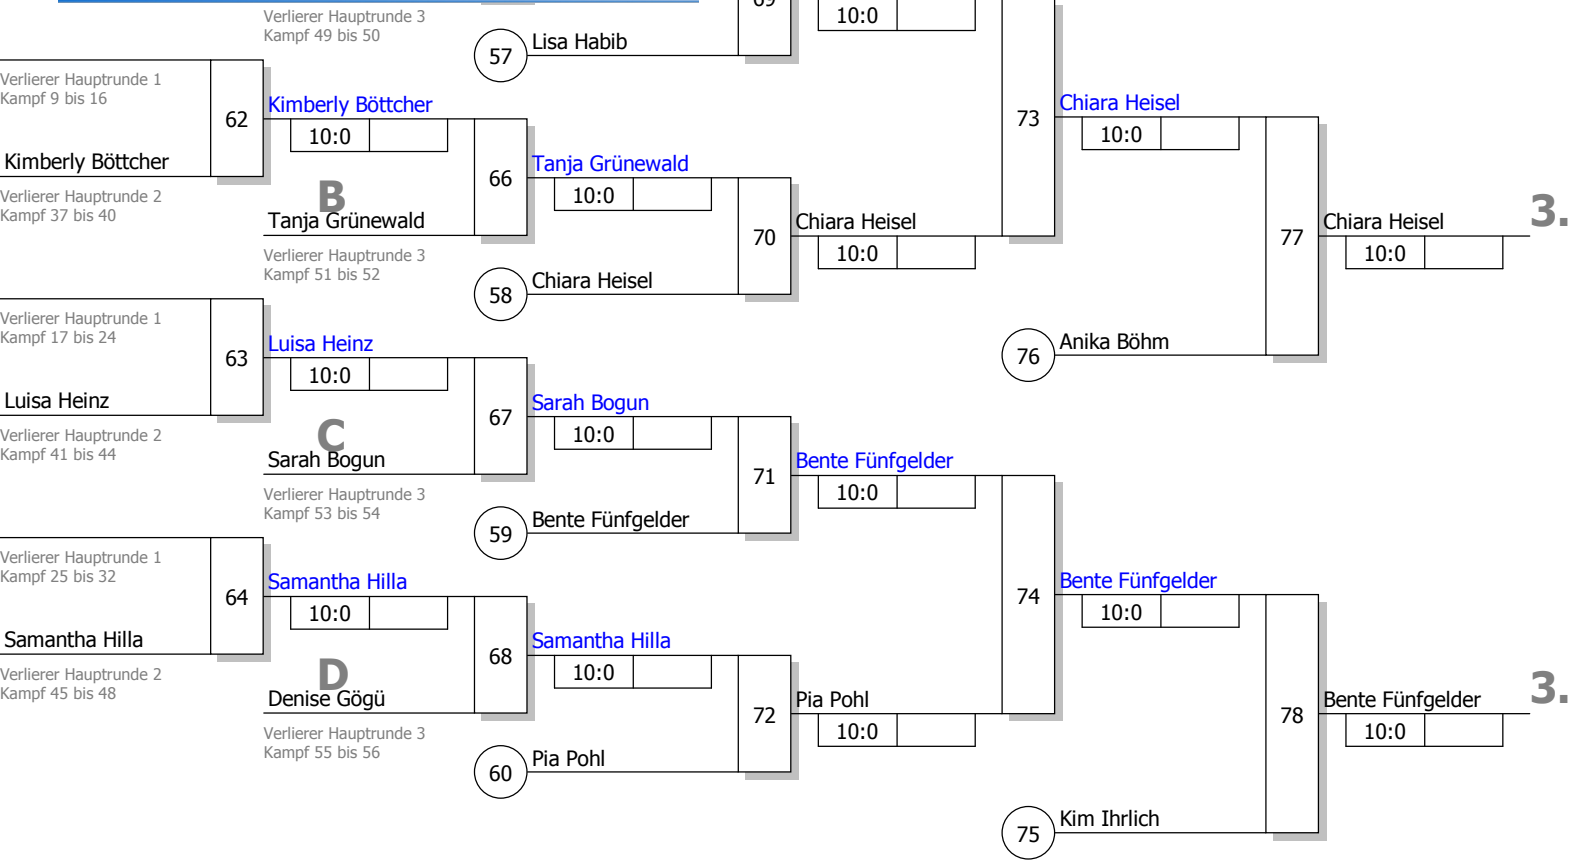 Verlierer Hauptrunde 3
Kampf 49 bis 50
57
Lisa Habib
69
10:0
Verlierer Hauptrunde 1
Kampf 9 bis 16
62
Kimberly Böttcher
10:0
Kimberly Böttcher
Verlierer Hauptrunde 2
Kampf 37 bis 40
B
Tanja Grünewald
66
Tanja Grünewald
10:0
Verlierer Hauptrunde 3
Kampf 51 bis 52
58
Chiara Heisel
70
Chiara Heisel
10:0
73
Chiara Heisel
10:0
77
Chiara Heisel
10:0
3.
76
Anika Böhm
Verlierer Hauptrunde 1
Kampf 17 bis 24
63
Luisa Heinz
10:0
Luisa Heinz
Verlierer Hauptrunde 2
Kampf 41 bis 44
C
Sarah Bogun
67
Sarah Bogun
10:0
Verlierer Hauptrunde 3
Kampf 53 bis 54
59
Bente Fünfgelder
71
Bente Fünfgelder
10:0
Verlierer Hauptrunde 1
Kampf 25 bis 32
64
Samantha Hilla
10:0
Samantha Hilla
Verlierer Hauptrunde 2
Kampf 45 bis 48
D
Denise Gögü
68
Samantha Hilla
10:0
Verlierer Hauptrunde 3
Kampf 55 bis 56
60
Pia Pohl
72
Pia Pohl
10:0
74
Bente Fünfgelder
10:0
78
Bente Fünfgelder
10:0
3.
75
Kim Ihrlich